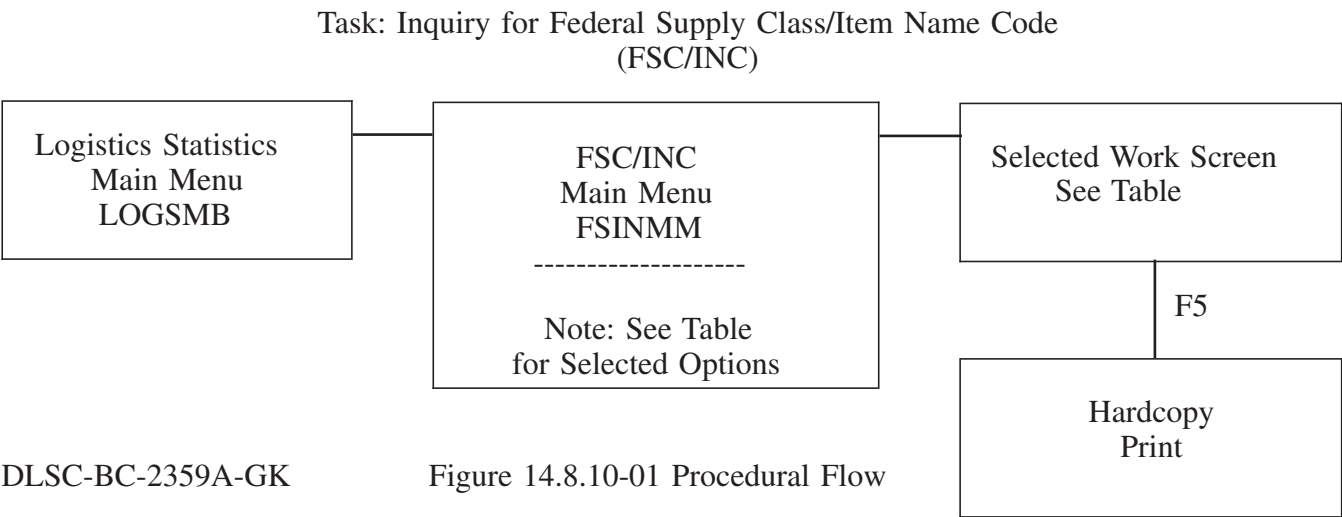 Task: Inquiry for Federal Supply Class/Item Name Code
(FSC/INC)
Logistics Statistics
Main Menu
LOGSMB
FSC/INC
Main Menu
FSINMM
--------------------
Note: See Table
for Selected Options
Selected Work Screen
See Table
F5
Hardcopy
Print
DLSC-BC-2359A-GK
Figure 14.8.10-01 Procedural Flow